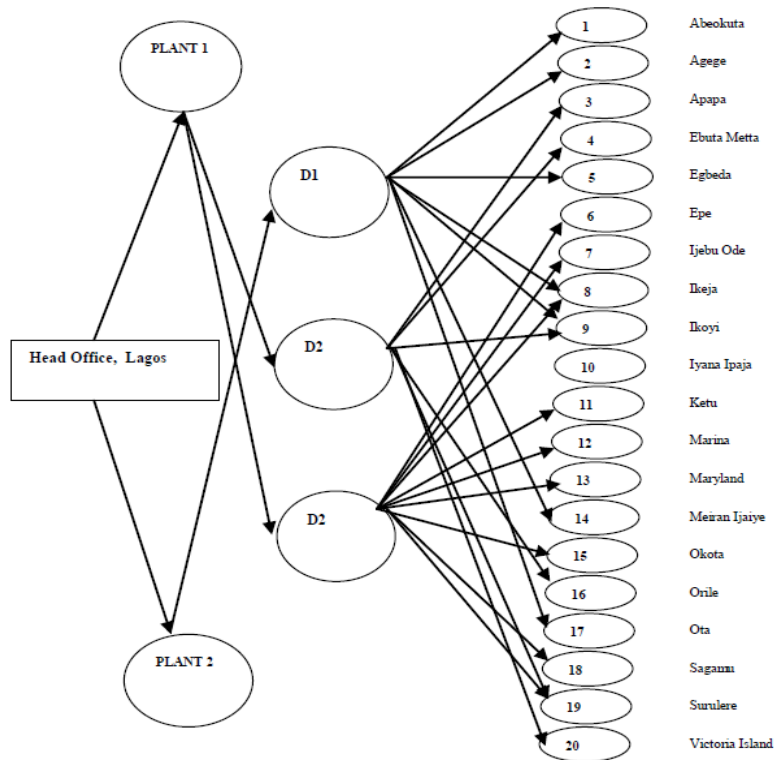 PLANT 1
D1
D2
Head Office, Lagos
D2
PLANT 2
1 Abeokuta
2 Agege
3 Apapa
4 Ebuta Metta
5 Egbeda
6 Epe
7 Ijebu Ode
8 Ikeja
9 Ikoyi
10 Iyana Ipaja
11 Ketu
12 Marina
13 Maryland
14 Meiran Ijaiye
15 Okota
16 Orile
17 Ota
18 Sagamu
19 Surulere
20 Victoria Island